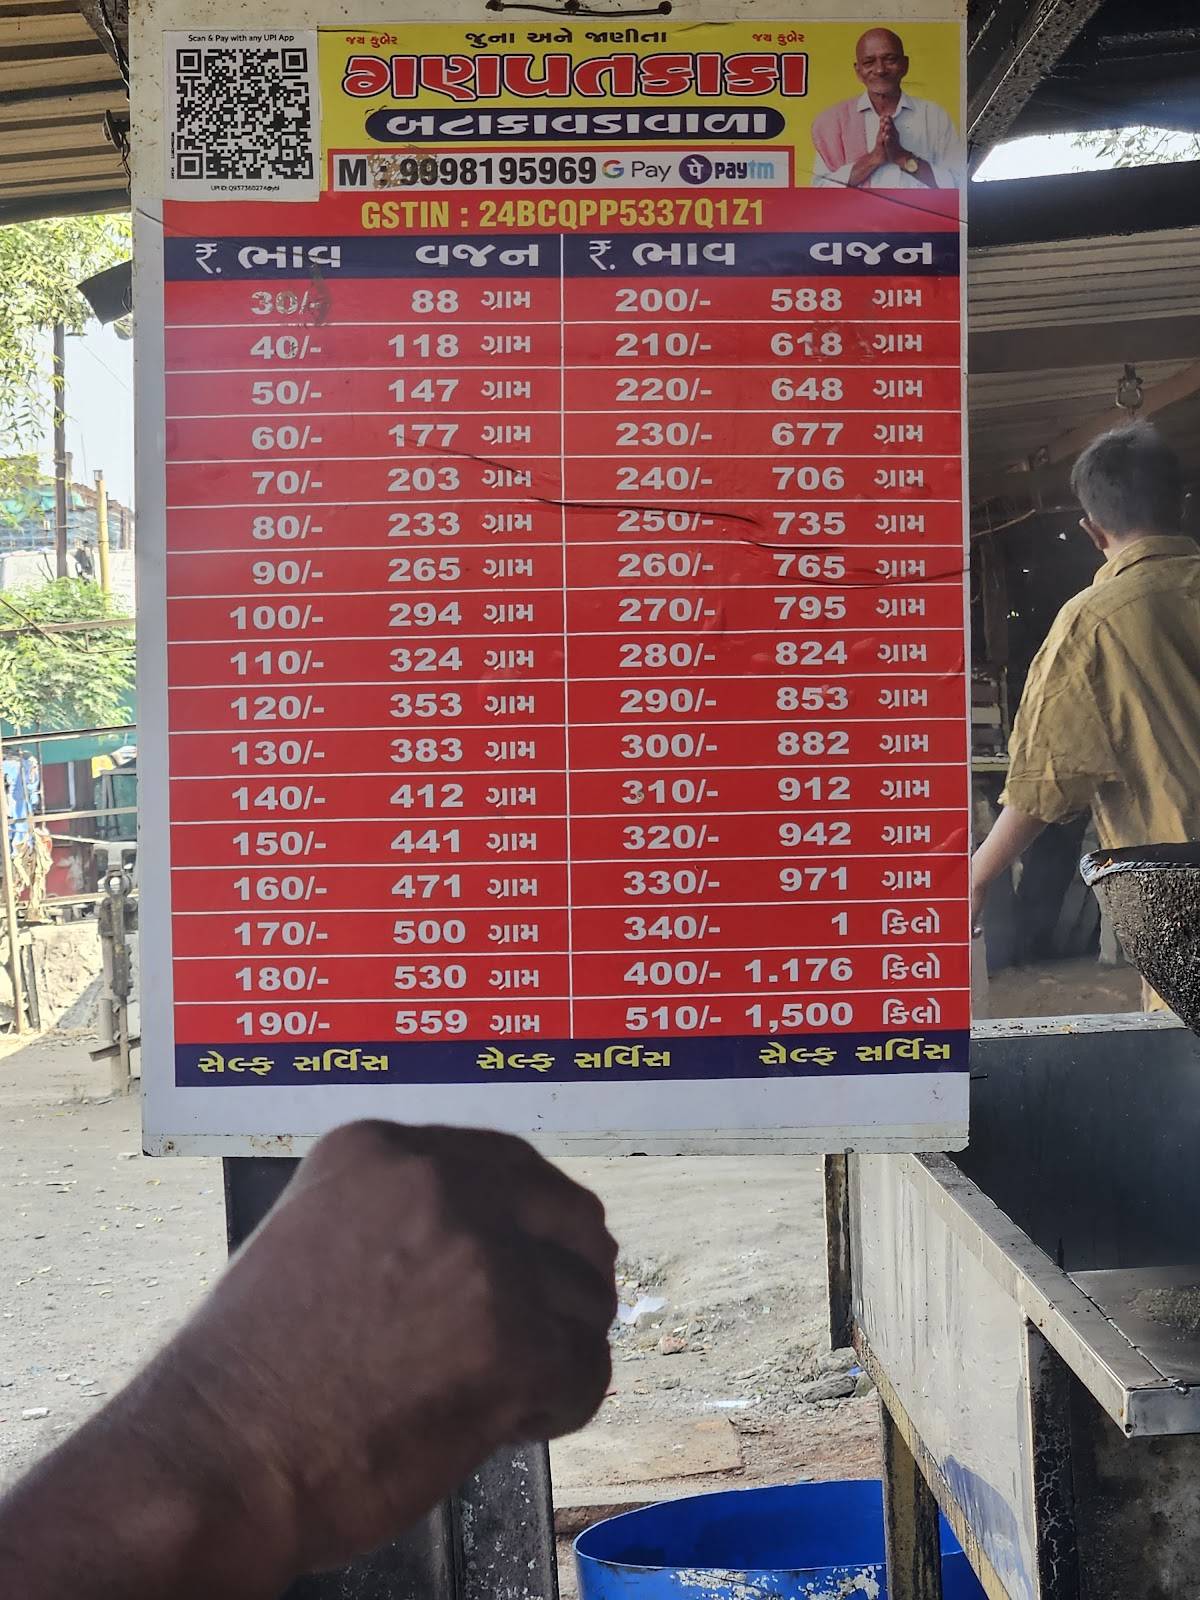 Scan & Pay with any UPI App
જય કુબેર જુના અને જાણીતા જય કુબેર
ગણપતકાકા
બટાકાવડાવાળા
M : 9998195969 G Pay પે Paytm
UPI ID:Q937360274@ybl
GSTIN : 24BCQPP5337Q1Z1
₹. ભાવ વજન ₹. ભાવ વજન
30/- 88 ગ્રામ 200/- 588 ગ્રામ
40/- 118 ગ્રામ 210/- 618 ગ્રામ
50/- 147 ગ્રામ 220/- 648 ગ્રામ
60/- 177 ગ્રામ 230/- 677 ગ્રામ
70/- 203 ગ્રામ 240/- 706 ગ્રામ
80/- 233 ગ્રામ 250/- 735 ગ્રામ
90/- 265 ગ્રામ 260/- 765 ગ્રામ
100/- 294 ગ્રામ 270/- 795 ગ્રામ
110/- 324 ગ્રામ 280/- 824 ગ્રામ
120/- 353 ગ્રામ 290/- 853 ગ્રામ
130/- 383 ગ્રામ 300/- 882 ગ્રામ
140/- 412 ગ્રામ 310/- 912 ગ્રામ
150/- 441 ગ્રામ 320/- 942 ગ્રામ
160/- 471 ગ્રામ 330/- 971 ગ્રામ
170/- 500 ગ્રામ 340/- 1 કિલો
180/- 530 ગ્રામ 400/- 1.176 કિલો
190/- 559 ગ્રામ 510/- 1,500 કિલો
સેલ્ફ સર્વિસ સેલ્ફ સર્વિસ સેલ્ફ સર્વિસ